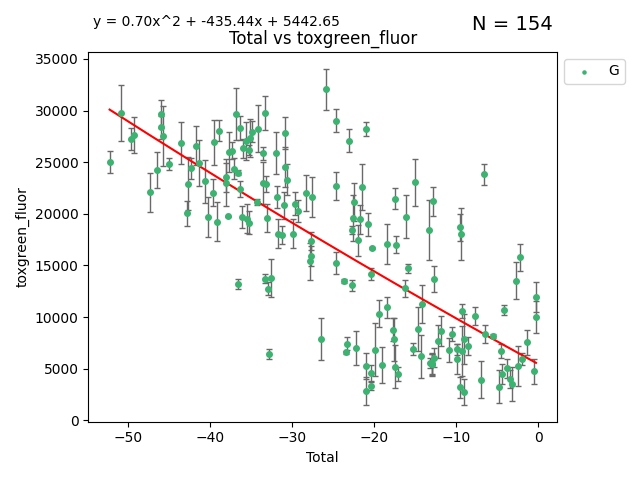 y = 0.70x^2 + -435.44x + 5442.65
N = 154
Total vs toxgreen_fluor
G
toxgreen_fluor
35000
30000
25000
20000
15000
10000
5000
0
−50 −40 −30 −20 −10 0
Total